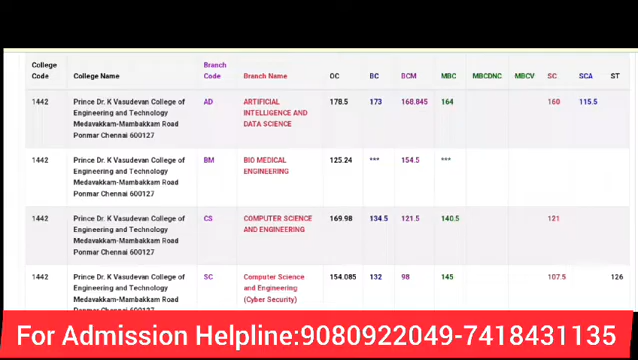 College Code College Name Branch Code Branch Name OC BC BCM MBC MBCDNC MBCV SC SCA ST
1442 Prince Dr. K Vasudevan College of Engineering and Technology Medavakkam-Mambakkam Road Ponmar Chennai 600127 AD ARTIFICIAL INTELLIGENCE AND DATA SCIENCE 178.5 173 168.845 164 160 115.5
1442 Prince Dr. K Vasudevan College of Engineering and Technology Medavakkam-Mambakkam Road Ponmar Chennai 600127 BM BIO MEDICAL ENGINEERING 125.24 *** 154.5 ***
1442 Prince Dr. K Vasudevan College of Engineering and Technology Medavakkam-Mambakkam Road Ponmar Chennai 600127 CS COMPUTER SCIENCE AND ENGINEERING 169.98 134.5 121.5 140.5 121
1442 Prince Dr. K Vasudevan College of Engineering and Technology Medavakkam-Mambakkam Road SC Computer Science and Engineering (Cyber Security) 154.085 132 98 145 107.5 126
For Admission Helpline:9080922049-7418431135